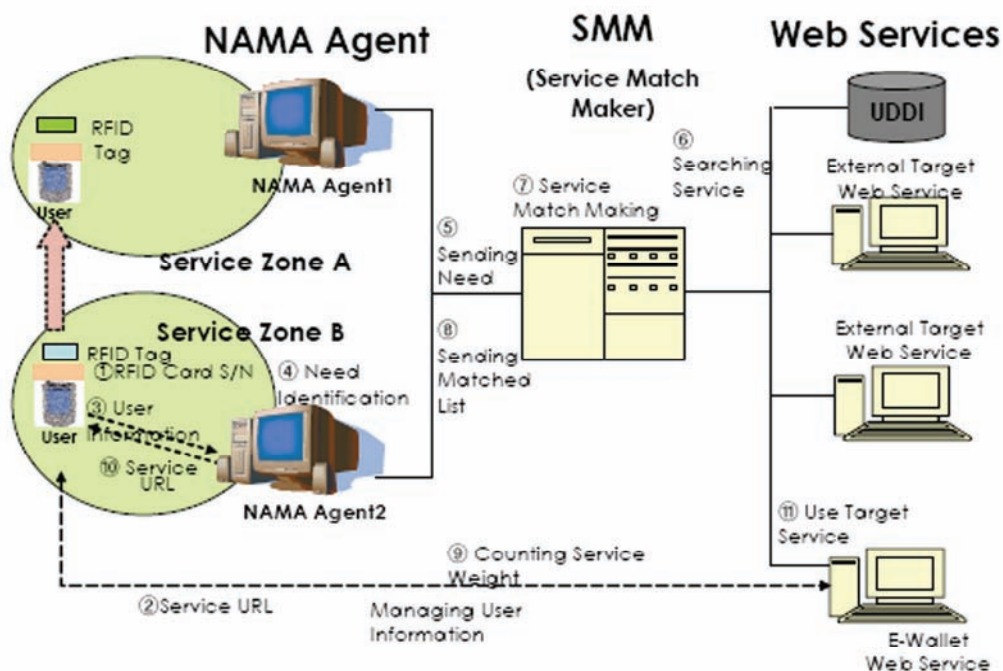 NAMA Agent
SMM
(Service Match
Maker)
Web Services
RFID
Tag
User
NAMA Agent1
Service Zone A
UDDI
External Target
Web Service
⑥
Searching
Service
⑦ Service
Match Making
⑤
Sending
Need
⑧
Sending
Matched
List
External Target
Web Service
Service Zone B
RFID Tag
①RFID Card S/N
③ User
Information
User
④ Need
Identification
⑩ Service
URL
NAMA Agent2
⑪ Use Target
Service
⑨ Counting Service
Weight
②Service URL
Managing User
Information
E-Wallet
Web Service